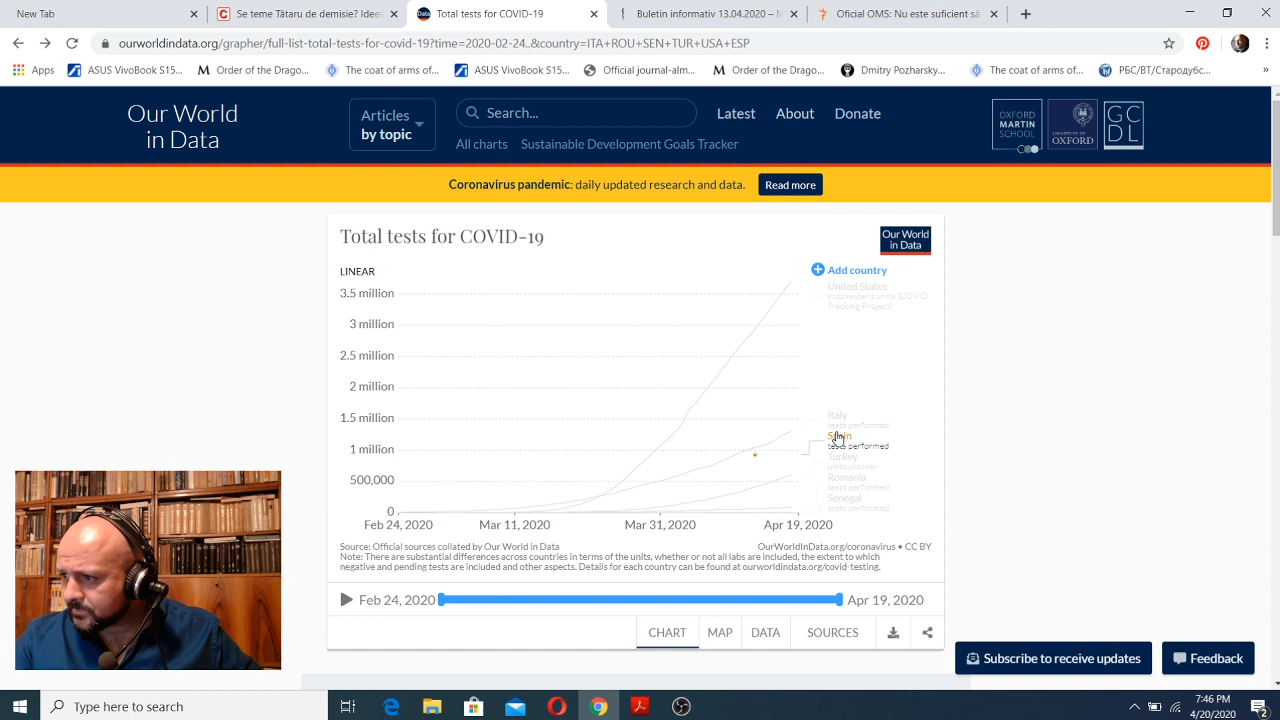 New Tab
Se teme Tătaru de demise? Idees
Total tests for COVID-19
Buletin informativ 13.04.2020 – M
Oficial OMS: Nu este suficient să
ourworldindata.org/grapher/full-list-total-tests-for-covid-19?time=2020-02-24..&country=ITA+ROU+SEN+TUR+USA+ESP
Apps
ASUS VivoBook S15...
Order of the Drago...
The coat of arms of...
ASUS VivoBook S15...
Official journal-alm...
Order of the Drago...
Dmitry Pozharsky...
The coat of arms of...
РБС/ВТ/Стародубс...
Our World
in Data
Articles
by topic
Search...
Latest
About
Donate
All charts
Sustainable Development Goals Tracker
OXFORD
MARTIN
SCHOOL
UNIVERSITY OF
OXFORD
GC
DL
Coronavirus pandemic: daily updated research and data.
Read more
Total tests for COVID-19
Our World
in Data
LINEAR
Add country
3.5 million
3 million
2.5 million
2 million
1.5 million
1 million
500,000
0
United States
inconsistent units (COVID
Tracking Project)
Italy
tests performed
Spain
tests performed
Turkey
units unclear
Romania
tests performed
Senegal
tests performed
Feb 24, 2020
Mar 11, 2020
Mar 31, 2020
Apr 19, 2020
Source: Official sources collated by Our World in Data
OurWorldInData.org/coronavirus • CC BY
Note: There are substantial differences across countries in terms of the units, whether or not all labs are included, the extent to which
negative and pending tests are included and other aspects. Details for each country can be found at ourworldindata.org/covid-testing.
Feb 24, 2020
Apr 19, 2020
CHART
MAP
DATA
SOURCES
Subscribe to receive updates
Feedback
Type here to search
7:46 PM
4/20/2020
2